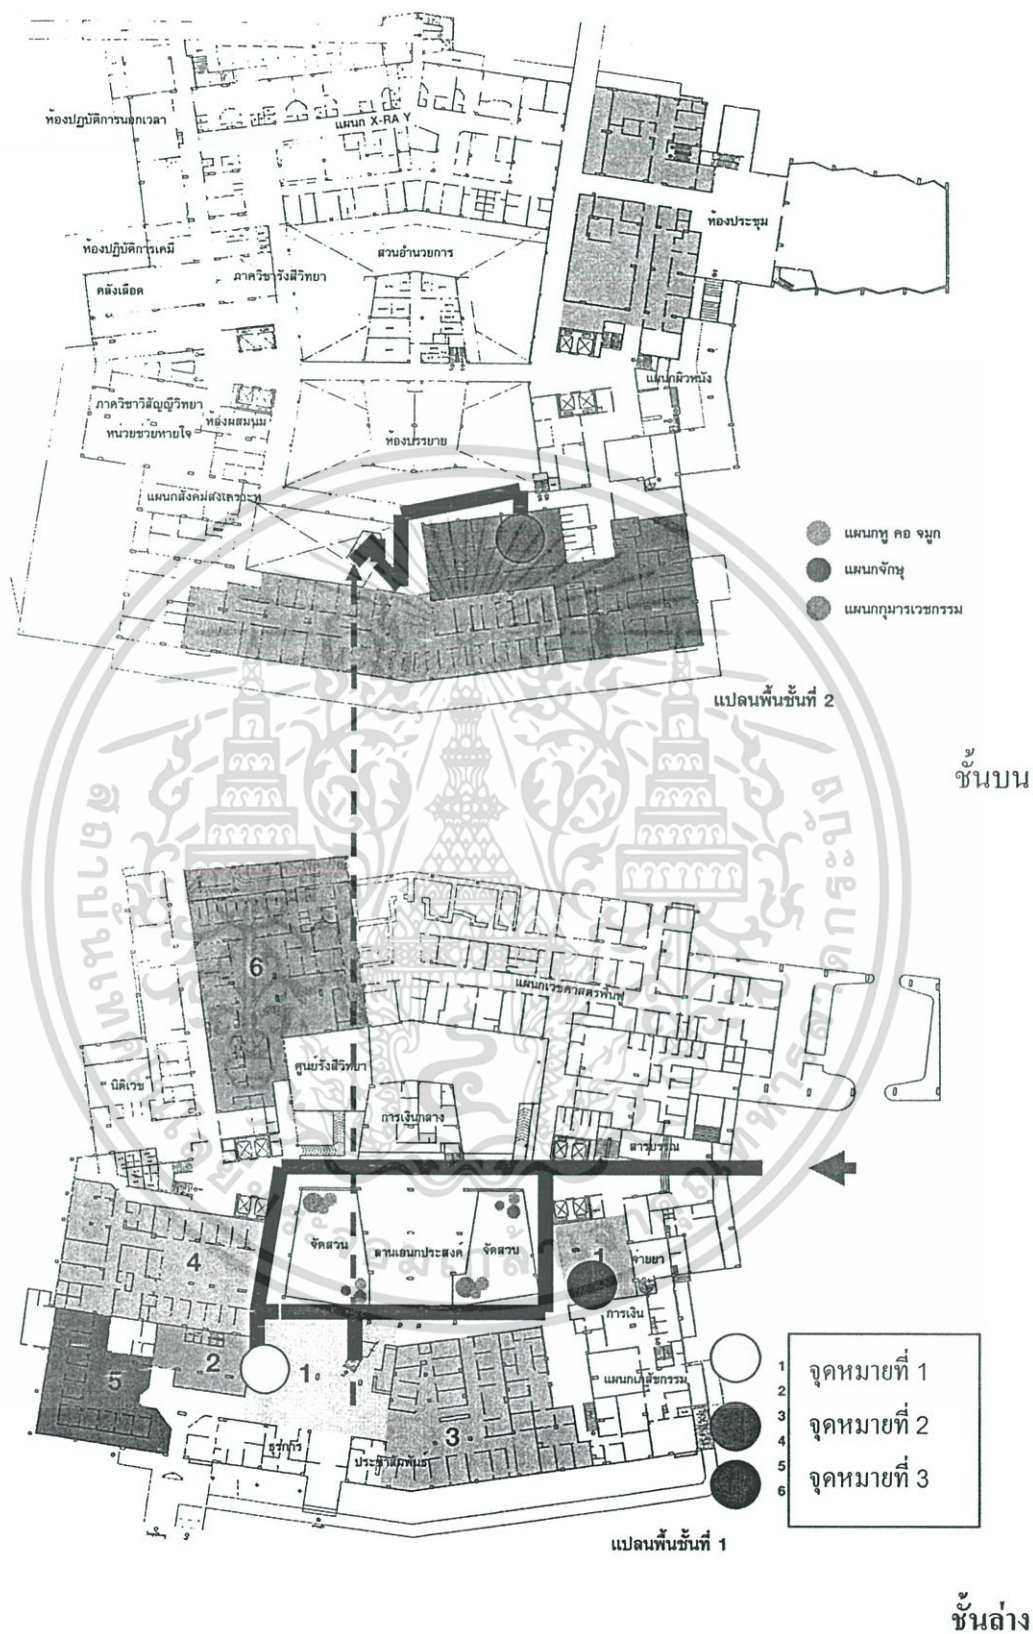 ห้องปฏิบัติการนอกเวลา
แผนก X-RA Y
ห้องประชุม
ห้องปฏิบัติการเคมี
ส่วนอำนวยการ
ภาควิชารังสีวิทยา
คลังเลือด
แผนกผิวหนัง
ภาควิชาวิสัญญีวิทยา
หน่วยช่วยหายใจ
ห้องผสมนม
ห้องบรรยาย
แผนกสังคมสงเคราะห์
แผนกหู คอ จมูก
แผนกจักษุ
แผนกกุมารเวชกรรม
แปลนพื้นชั้นที่ 2
ชั้นบน
6
แผนกเวชศาสตร์ฟื้นฟู
ศูนย์รังสีวิทยา
นิติเวช
การเงินกลาง
สารบรรณ
จัดสวน
ลานเอนกประสงค์
จัดสวน
1
จ่ายยา
4
การเงิน
2
1
5
แผนกเภสัชกรรม
3
ธุรการ
ประชาสัมพันธ์
1
2
3
4
5
6
จุดหมายที่ 1
จุดหมายที่ 2
จุดหมายที่ 3
แปลนพื้นชั้นที่ 1
ชั้นล่าง